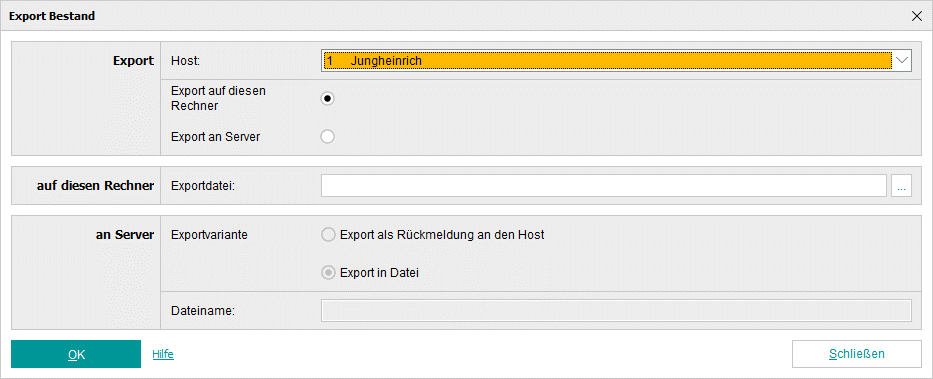 Export Bestand
Export
Host:
1 Jungheinrich
Export auf diesen
Rechner
Export an Server
auf diesen Rechner
Exportdatei:
...
an Server
Exportvariante
Export als Rückmeldung an den Host
Export in Datei
Dateiname:
OK
Hilfe
Schließen